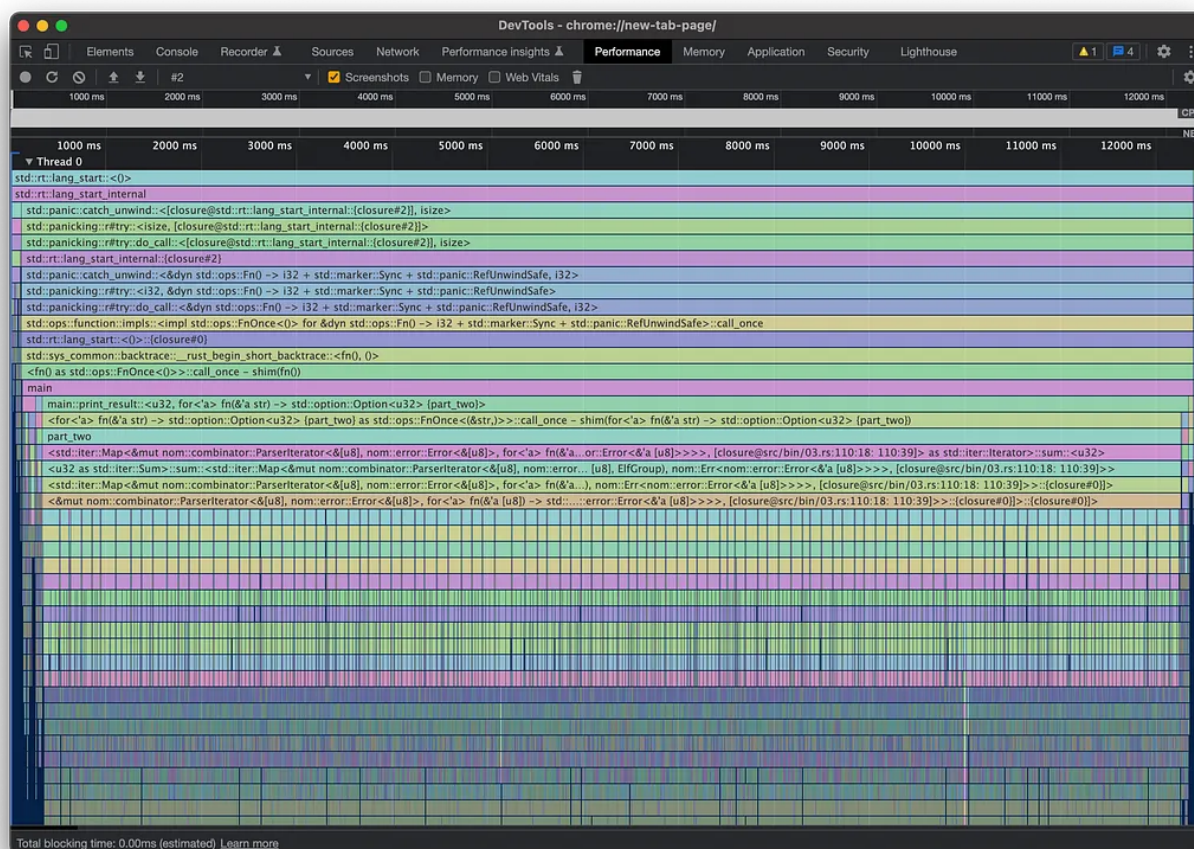 DevTools - chrome://new-tab-page/
Elements Console Recorder Sources Network Performance insights Performance Memory Application Security Lighthouse 1 4
#2 Screenshots Memory Web Vitals
1000 ms 2000 ms 3000 ms 4000 ms 5000 ms 6000 ms 7000 ms 8000 ms 9000 ms 10000 ms 11000 ms 12000 ms
CP
NE
1000 ms 2000 ms 3000 ms 4000 ms 5000 ms 6000 ms 7000 ms 8000 ms 9000 ms 10000 ms 11000 ms 12000 ms
▼ Thread 0
std::rt::lang_start::<()>
std::rt::lang_start_internal
std::panic::catch_unwind::<[closure@std::rt::lang_start_internal::{closure#2}], isize>
std::panicking::r#try::<isize, [closure@std::rt::lang_start_internal::{closure#2}]>
std::panicking::r#try::do_call::<[closure@std::rt::lang_start_internal::{closure#2}], isize>
std::rt::lang_start_internal::{closure#2}
std::panic::catch_unwind::<&dyn std::ops::Fn() -> i32 + std::marker::Sync + std::panic::RefUnwindSafe, i32>
std::panicking::r#try::<i32, &dyn std::ops::Fn() -> i32 + std::marker::Sync + std::panic::RefUnwindSafe>
std::panicking::r#try::do_call::<&dyn std::ops::Fn() -> i32 + std::marker::Sync + std::panic::RefUnwindSafe, i32>
std::ops::function::impls::<impl std::ops::FnOnce<()> for &dyn std::ops::Fn() -> i32 + std::marker::Sync + std::panic::RefUnwindSafe>::call_once
std::rt::lang_start::<()>::{closure#0}
std::sys_common::backtrace::__rust_begin_short_backtrace::<fn(), ()>
<fn() as std::ops::FnOnce<()>>::call_once - shim(fn())
main
main::print_result::<u32, for<'a> fn(&'a str) -> std::option::Option<u32> {part_two}>
<for<'a> fn(&'a str) -> std::option::Option<u32> {part_two} as std::ops::FnOnce<(&str,)>>::call_once - shim(for<'a> fn(&'a str) -> std::option::Option<u32> {part_two})
part_two
<std::iter::Map<&mut nom::combinator::ParserIterator<&[u8], nom::error::Error<&[u8]>, for<'a> fn(&'a...or::Error<&'a [u8]>>>>, [closure@src/bin/03.rs:110:18: 110:39]> as std::iter::Iterator>::sum::<u32>
<u32 as std::iter::Sum>::sum::<std::iter::Map<&mut nom::combinator::ParserIterator<&[u8], nom::error... [u8], ElfGroup), nom::Err<nom::error::Error<&'a [u8]>>>>, [closure@src/bin/03.rs:110:18: 110:39]>>
<std::iter::Map<&mut nom::combinator::ParserIterator<&[u8], nom::error::Error<&[u8]>, for<'a> fn(&'a...), nom::Err<nom::error::Error<&'a [u8]>>>>, [closure@src/bin/03.rs:110:18: 110:39]>>::{closure#0}]>
<&mut nom::combinator::ParserIterator<&[u8], nom::error::Error<&[u8]>, for<'a> fn(&'a [u8]) -> std::...::error::Error<&'a [u8]>>>>, [closure@src/bin/03.rs:110:18: 110:39]>>::{closure#0}]>::{closure#0}]>
Total blocking time: 0.00ms (estimated) Learn more